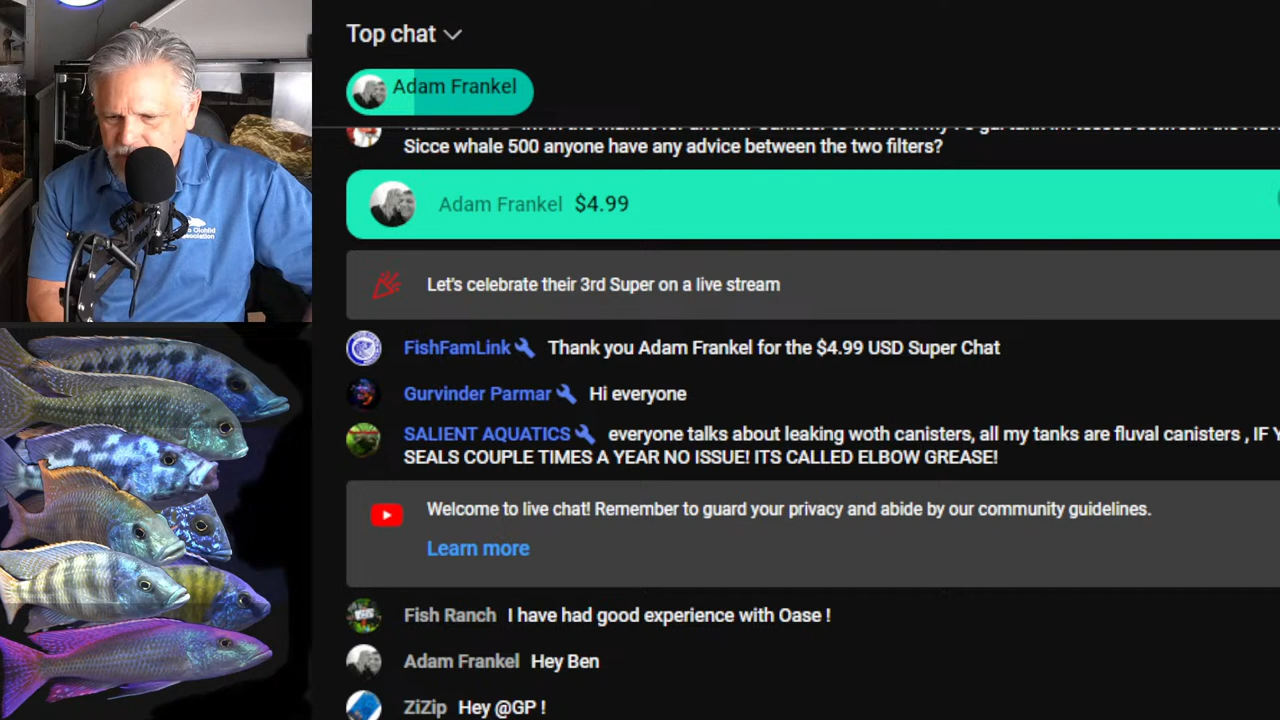 Top chat
Adam Frankel
Sicce whale 500 anyone have any advice between the two filters?
Adam Frankel $4.99
Let's celebrate their 3rd Super on a live stream
FishFamLink Thank you Adam Frankel for the $4.99 USD Super Chat
Gurvinder Parmar Hi everyone
SALIENT AQUATICS everyone talks about leaking woth canisters, all my tanks are fluval canisters , IF Y
SEALS COUPLE TIMES A YEAR NO ISSUE! ITS CALLED ELBOW GREASE!
Welcome to live chat! Remember to guard your privacy and abide by our community guidelines.
Learn more
Fish Ranch I have had good experience with Oase !
Adam Frankel Hey Ben
ZiZip Hey @GP !